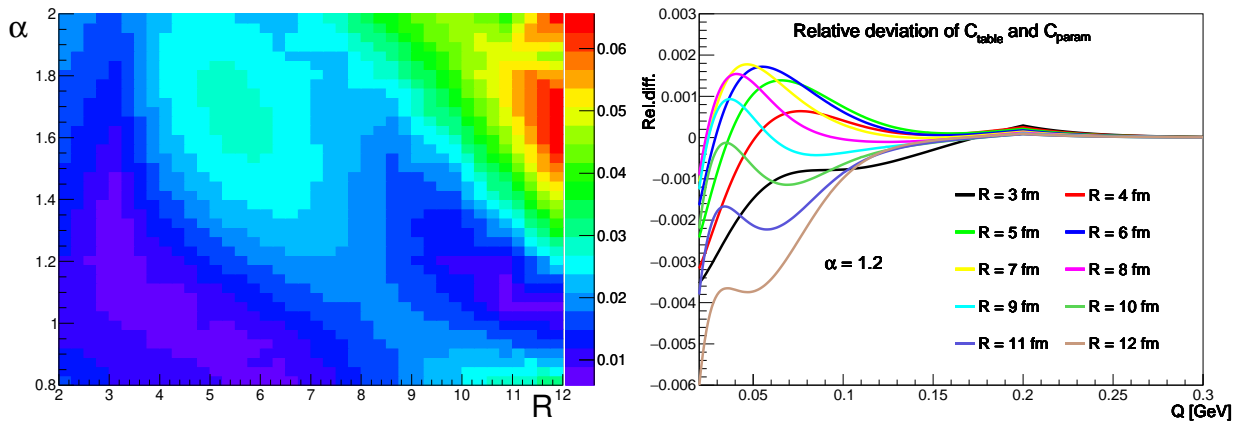 α
2
1.8
1.6
1.4
1.2
1
0.8
2 3 4 5 6 7 8 9 10 11 12
R
0.06
0.05
0.04
0.03
0.02
0.01
Relative deviation of C_table and C_param
Rel.diff.
0.003
0.002
0.001
0
−0.001
−0.002
−0.003
−0.004
−0.005
−0.006
R = 3 fm R = 4 fm
R = 5 fm R = 6 fm
R = 7 fm R = 8 fm
R = 9 fm R = 10 fm
R = 11 fm R = 12 fm
α = 1.2
0.05 0.1 0.15 0.2 0.25 0.3
Q [GeV]